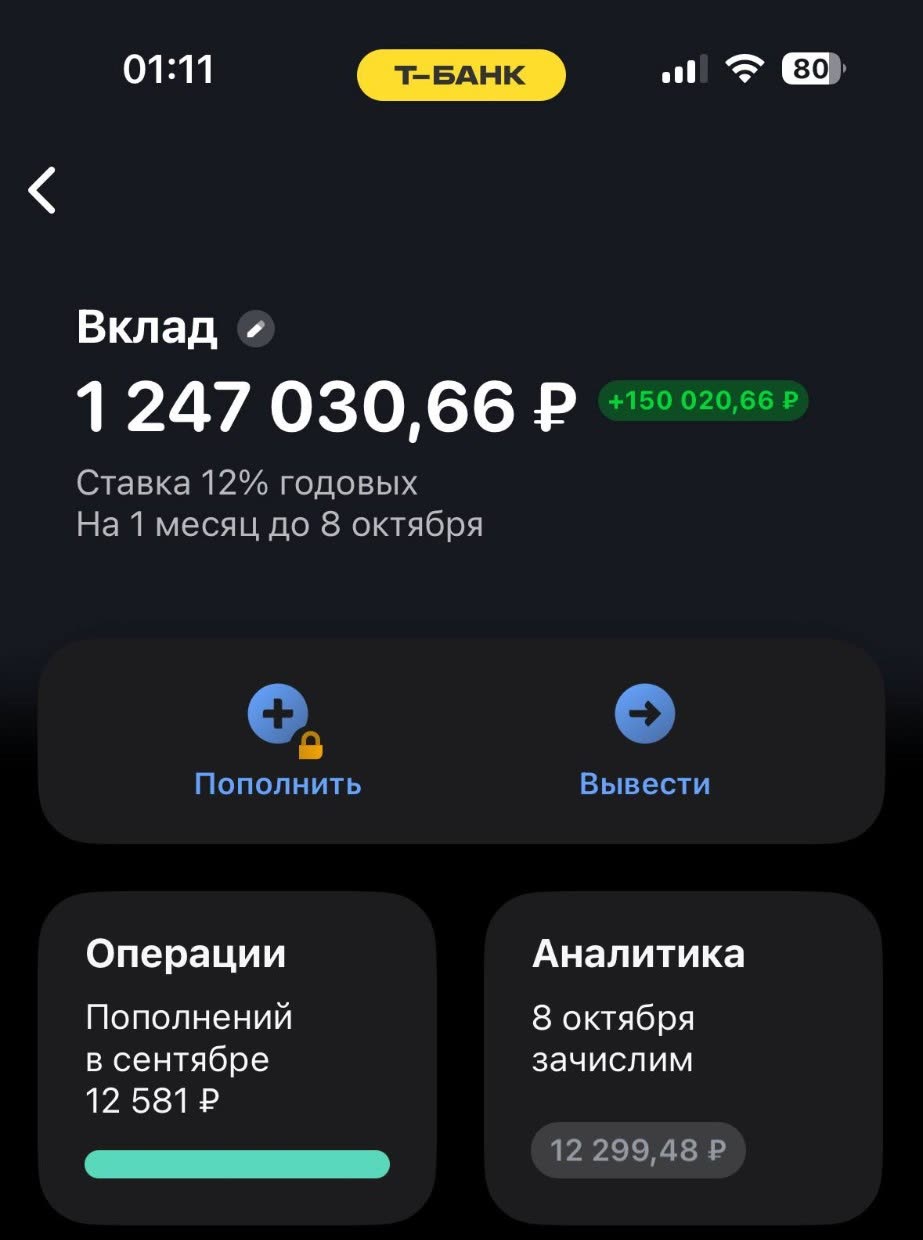 01:11
Т-БАНК
80
Вклад
1 247 030,66 ₽ +150 020,66 ₽
Ставка 12% годовых
На 1 месяц до 8 октября
Пополнить
Вывести
Операции
Пополнений
в сентябре
12 581 ₽
Аналитика
8 октября
зачислим
12 299,48 ₽